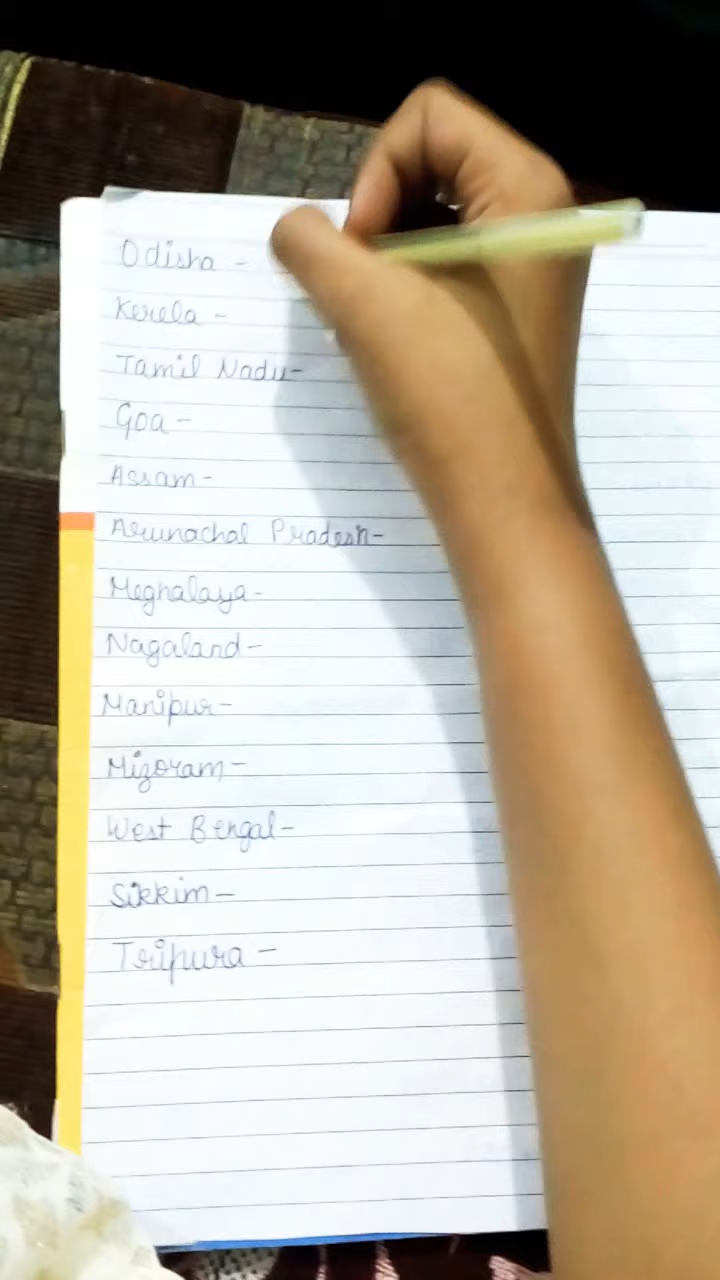 Odisha -
Kerela -
Tamil Nadu-
Goa -
Assam -
Arunachal Pradesh-
Meghalaya -
Nagaland -
Manipur -
Mizoram -
West Bengal -
Sikkim -
Tripura -